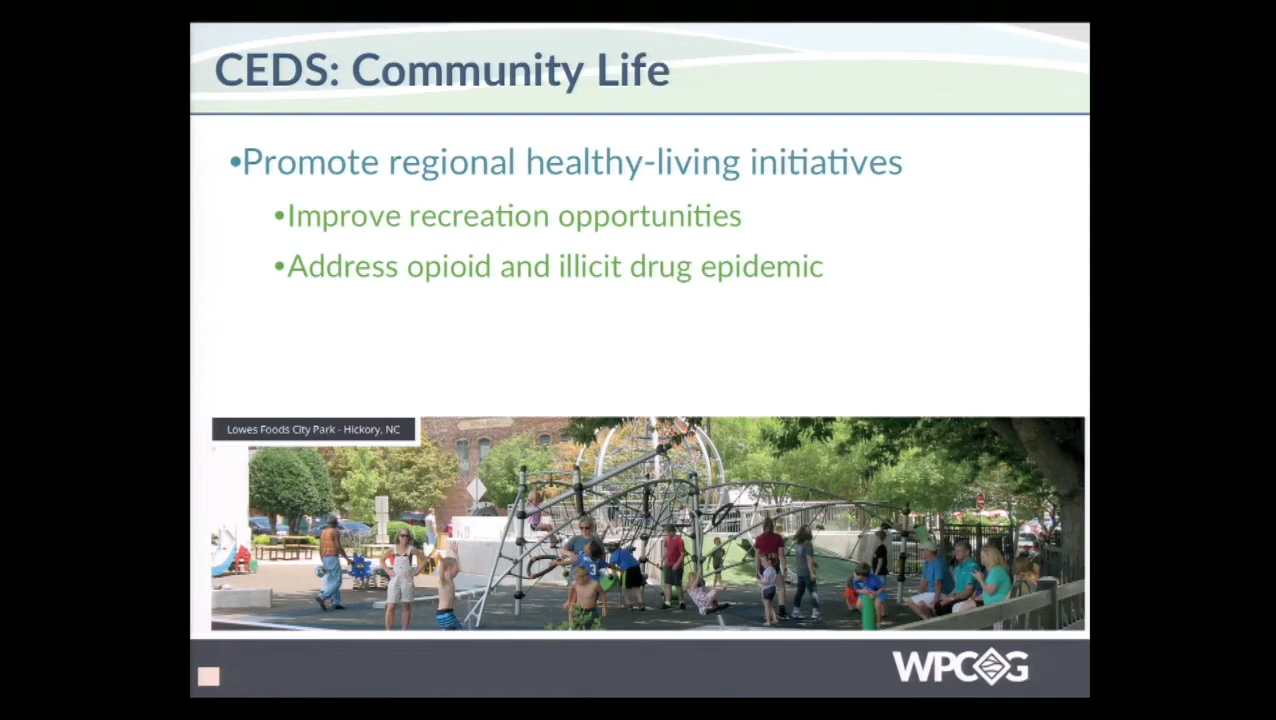 CEDS: Community Life
•Promote regional healthy-living initiatives
•Improve recreation opportunities
•Address opioid and illicit drug epidemic
Lowes Foods City Park - Hickory, NC
WPCOG